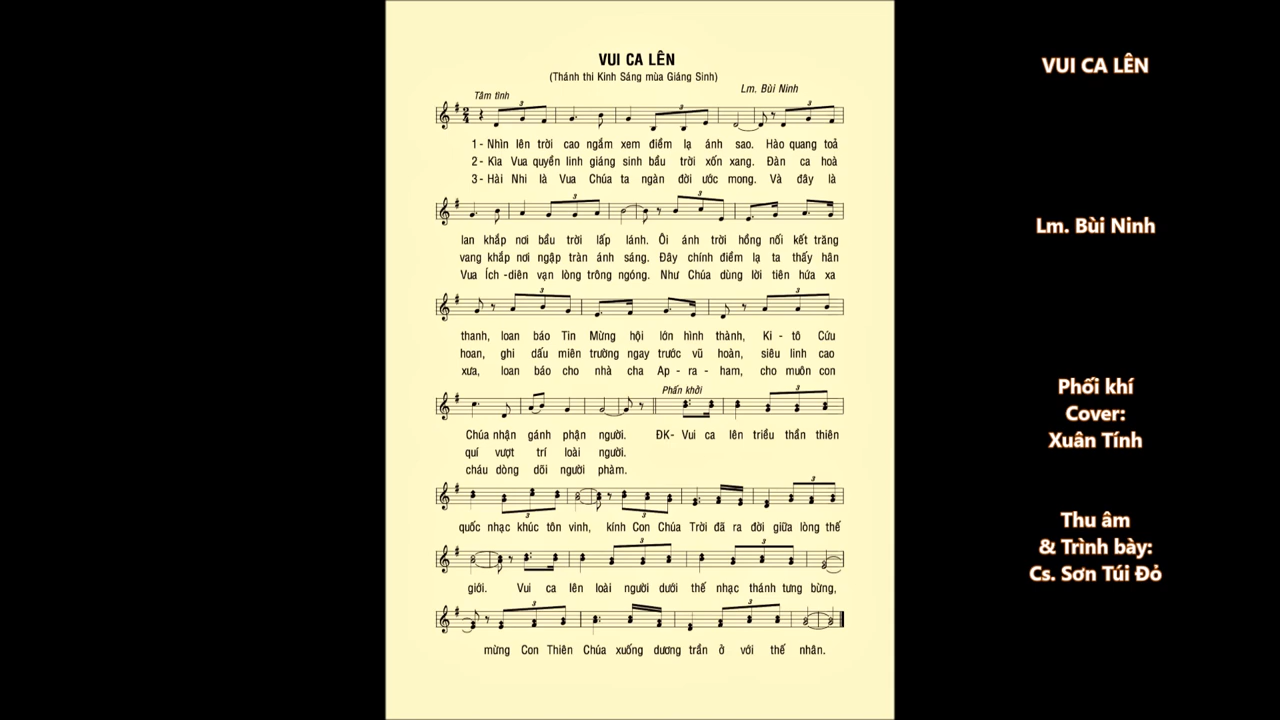 VUI CA LÊN
(Thánh thi Kinh Sáng mùa Giáng Sinh)
Lm. Bùi Ninh
Tâm tình
1- Nhìn lên trời cao ngắm xem điềm lạ ánh sao. Hào quang toả
2- Kìa Vua quyền linh giáng sinh bầu trời xốn xang. Đàn ca hoà
3- Hài Nhi là Vua Chúa ta ngàn đời ước mong. Và đây là
lan khắp nơi bầu trời lấp lánh. Ôi ánh trời hồng nối kết trăng
vang khắp nơi ngập tràn ánh sáng. Đây chính điềm lạ ta thấy hân
Vua Ích-diên vạn lòng trông ngóng. Như Chúa dùng lời tiên hứa xa
thanh, loan báo Tin Mừng hội lớn hình thành, Ki - tô Cứu
hoan, ghi dấu miên trường ngay trước vũ hoàn, siêu linh cao
xưa, loan báo cho nhà cha Ap - ra - ham, cho muôn con
Phấn khởi
Chúa nhận gánh phận người. ĐK- Vui ca lên triều thần thiên
quí vượt trí loài người.
cháu dòng dõi người phàm.
quốc nhạc khúc tôn vinh, kính Con Chúa Trời đã ra đời giữa lòng thế
giới. Vui ca lên loài người dưới thế nhạc thánh tưng bừng,
mừng Con Thiên Chúa xuống dương trần ở với thế nhân.
VUI CA LÊN
Lm. Bùi Ninh
Phối khí
Cover:
Xuân Tính
Thu âm
& Trình bày:
Cs. Sơn Túi Đỏ